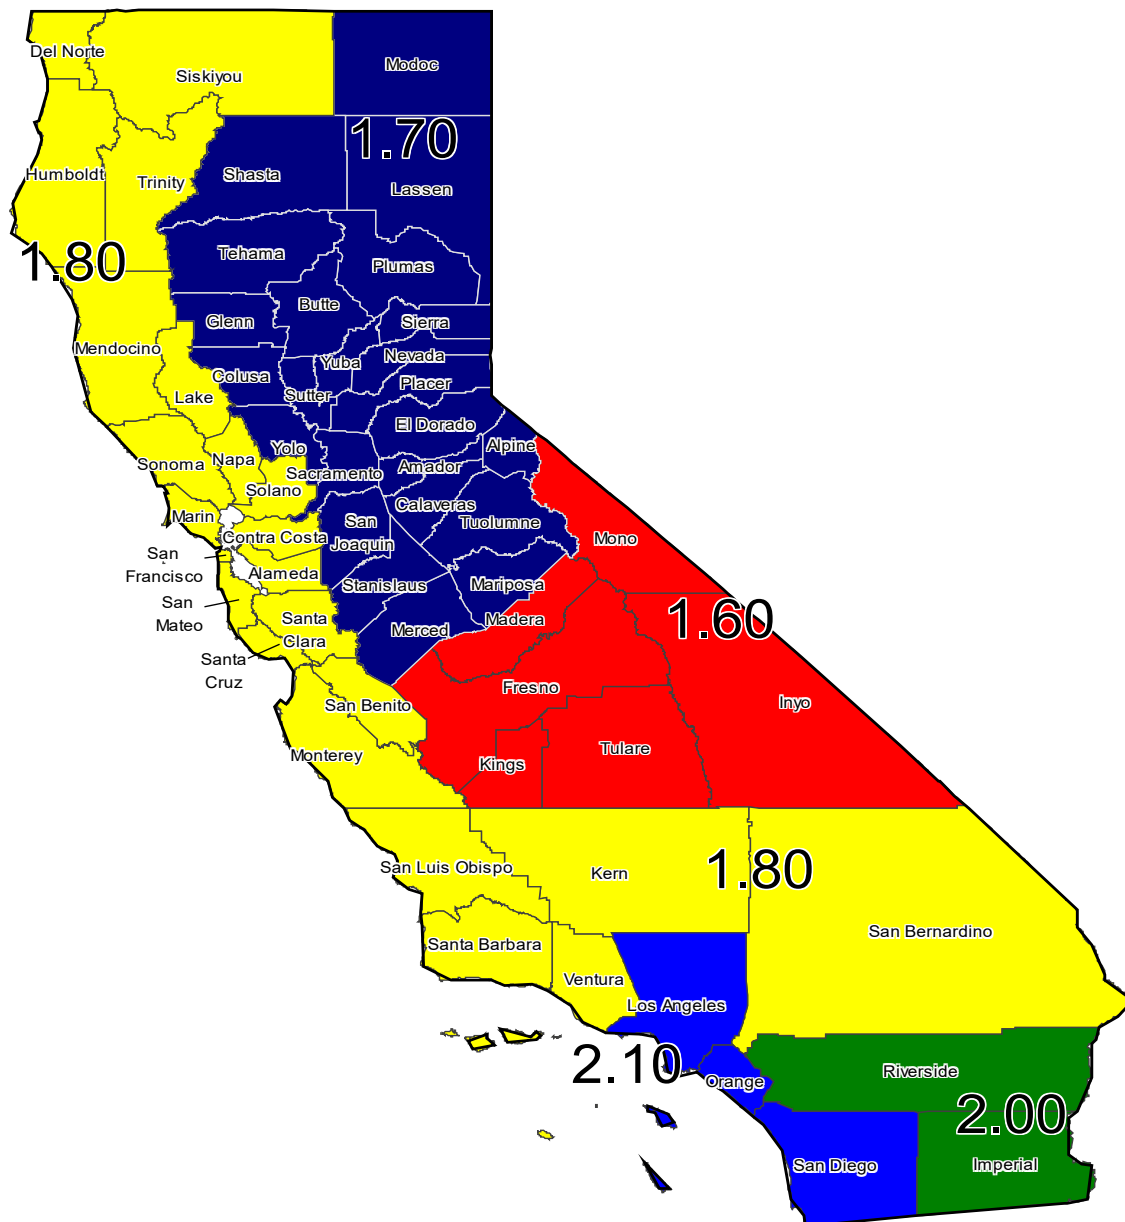 Del Norte
Siskiyou
Modoc
1.70
Humboldt
Trinity
Shasta
Lassen
1.80
Tehama
Plumas
Butte
Glenn
Sierra
Mendocino
Yuba
Nevada
Colusa
Placer
Lake
Sutter
El Dorado
Yolo
Alpine
Sonoma
Napa
Sacramento
Amador
Solano
Calaveras
Marin
San
Joaquin
Tuolumne
Contra Costa
Mono
San
Francisco
Alameda
Stanislaus
Mariposa
San
Mateo
Santa
Clara
Merced
Madera
1.60
Santa
Cruz
Fresno
San Benito
Inyo
Monterey
Kings
Tulare
San Luis Obispo
Kern
1.80
San Bernardino
Santa Barbara
Ventura
Los Angeles
2.10
Orange
Riverside
2.00
San Diego
Imperial